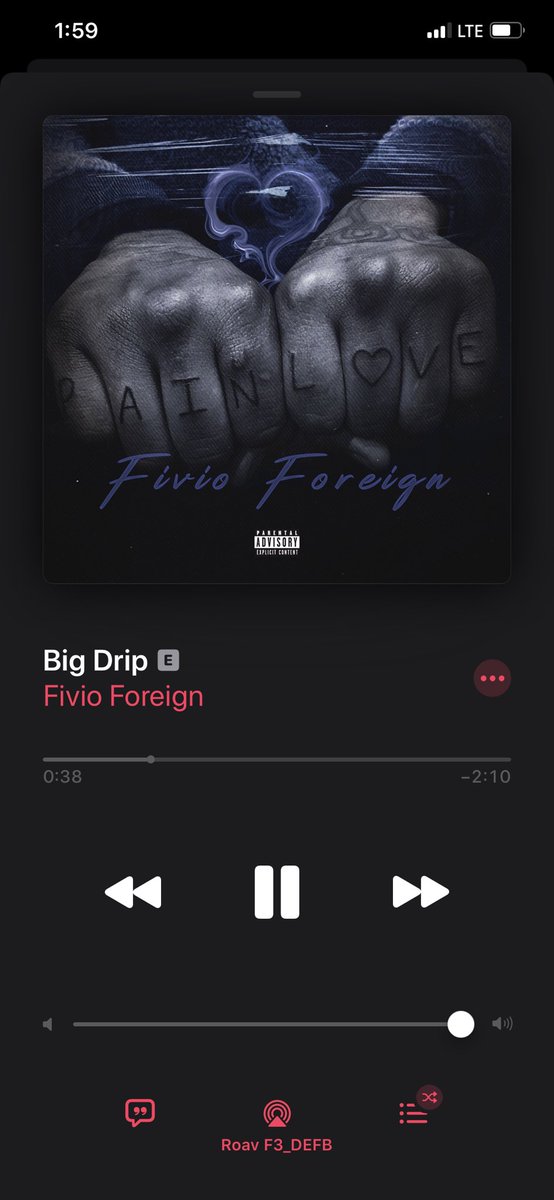 1:59
LTE
PAIN L♡VE
Fivio Foreign
PARENTAL
ADVISORY
EXPLICIT CONTENT
Big Drip E
Fivio Foreign
0:38
−2:10
Roav F3_DEFB